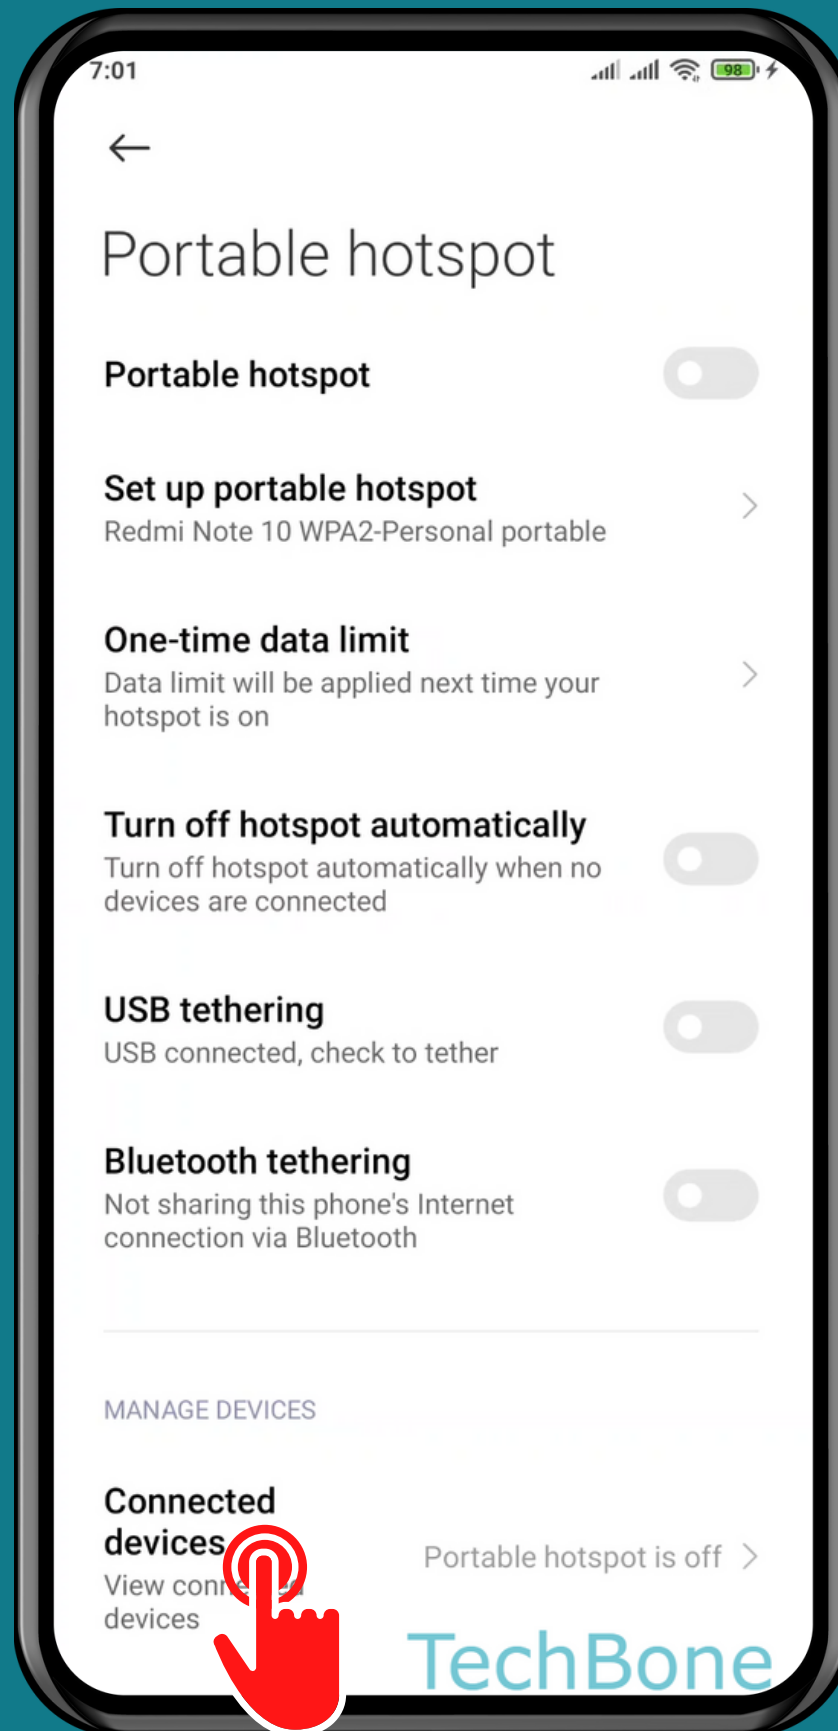 7:01
98
Portable hotspot
Portable hotspot
Set up portable hotspot
Redmi Note 10 WPA2-Personal portable
One-time data limit
Data limit will be applied next time your
hotspot is on
Turn off hotspot automatically
Turn off hotspot automatically when no
devices are connected
USB tethering
USB connected, check to tether
Bluetooth tethering
Not sharing this phone's Internet
connection via Bluetooth
MANAGE DEVICES
Connected
devices
View connected
devices
Portable hotspot is off
TechBone